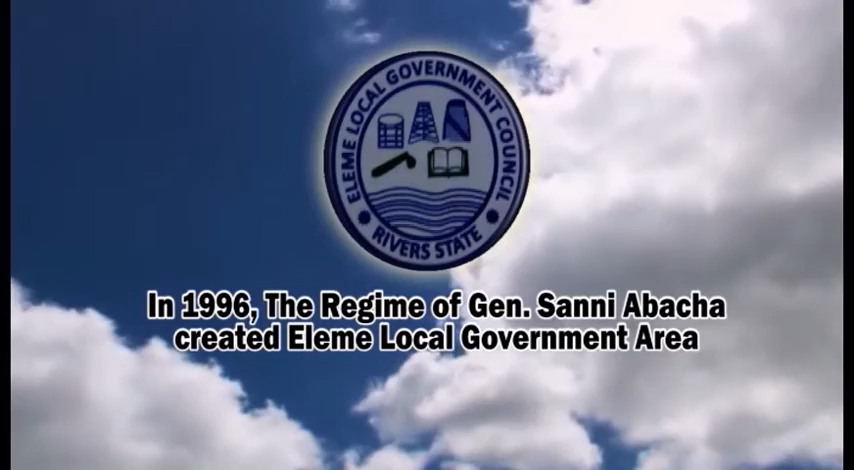 ELEME LOCAL GOVERNMENT COUNCIL
RIVERS STATE
In 1996, The Regime of Gen. Sanni Abacha
created Eleme Local Government Area